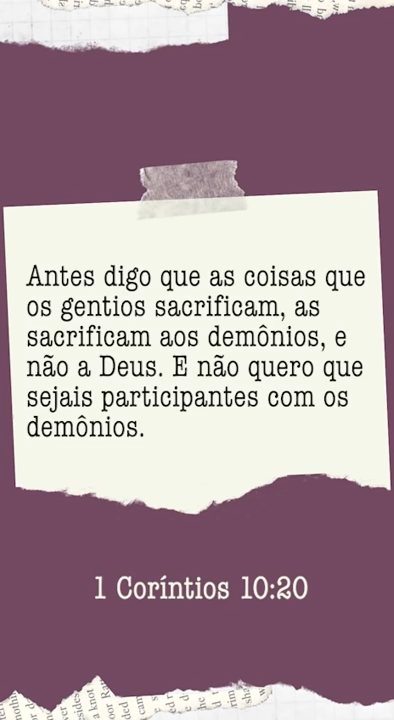 Antes digo que as coisas que
os gentios sacrificam, as
sacrificam aos demônios, e
não a Deus. E não quero que
sejais participantes com os
demônios.
1 Coríntios 10:20